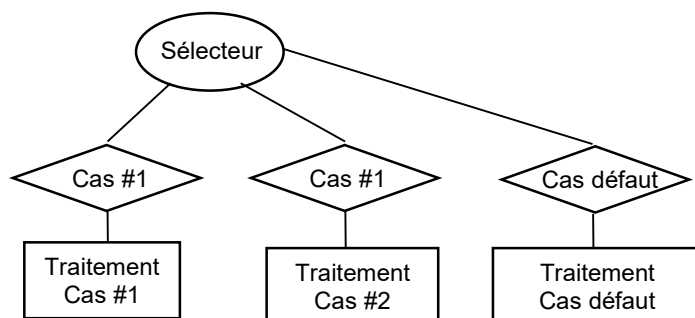 Sélecteur
Cas #1
Cas #1
Cas défaut
Traitement
Cas #1
Traitement
Cas #2
Traitement
Cas défaut